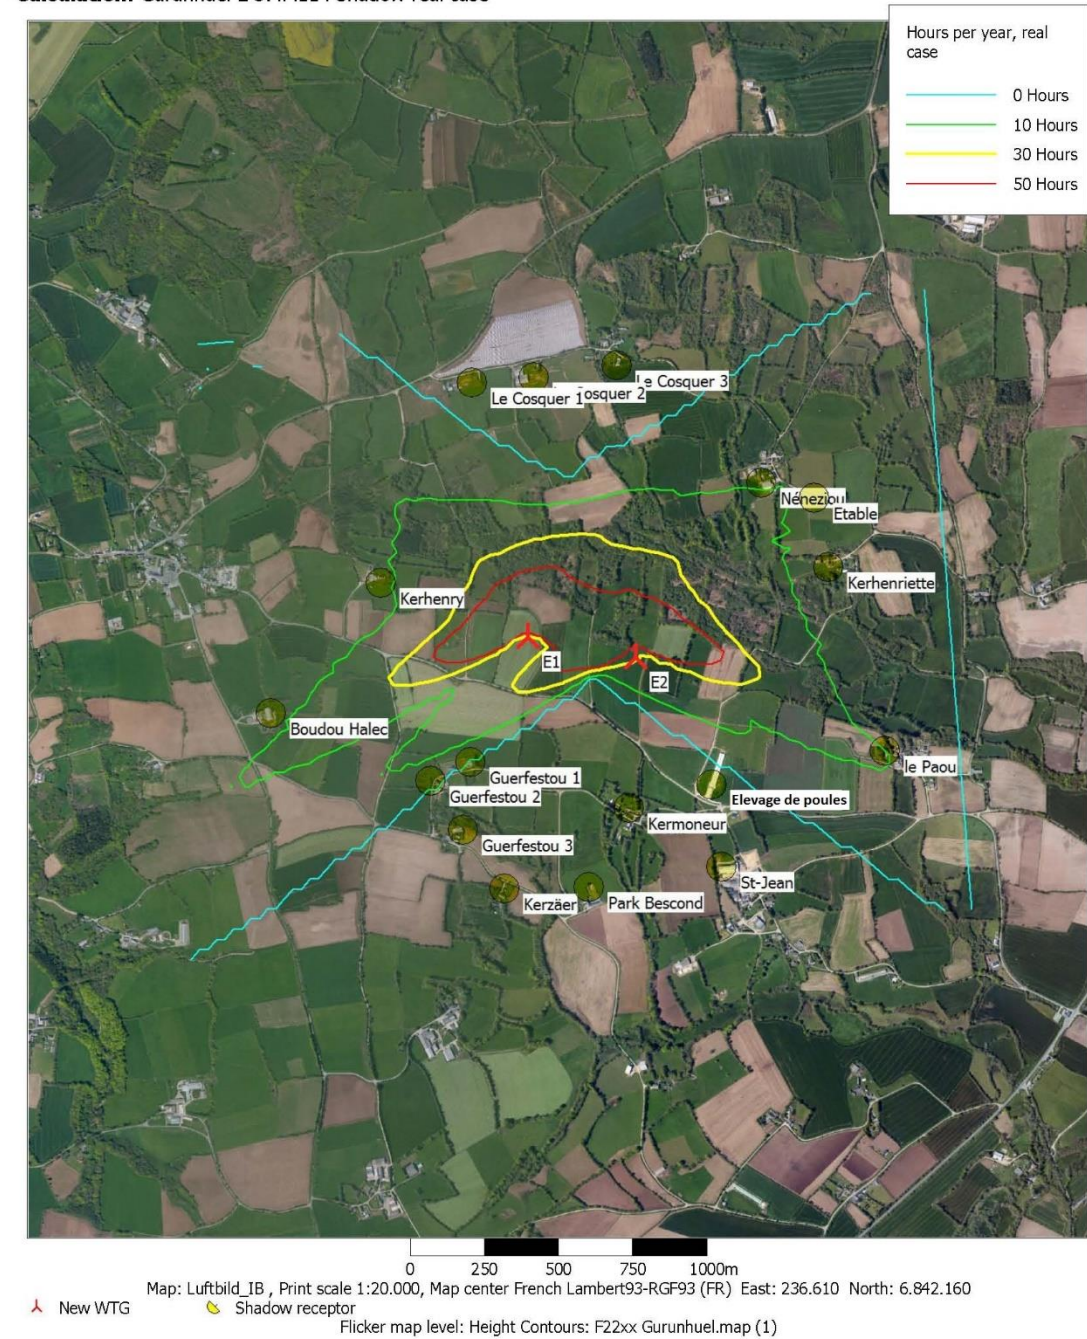 Hours per year, real
case
0 Hours
10 Hours
30 Hours
50 Hours
Le Cosquer 3
Le Cosquer 1
osquer 2
Néneziou
Etable
Kerhenriette
Kerhenry
E1
E2
Boudou Halec
le Paou
Guerfestou 1
Guerfestou 2
Elevage de poules
Kermoneur
Guerfestou 3
St-Jean
Kerzäer
Park Bescond
0 250 500 750 1000m
Map: Luftbild_IB , Print scale 1:20.000, Map center French Lambert93-RGF93 (FR) East: 236.610 North: 6.842.160
New WTG Shadow receptor
Flicker map level: Height Contours: F22xx Gurunhuel.map (1)